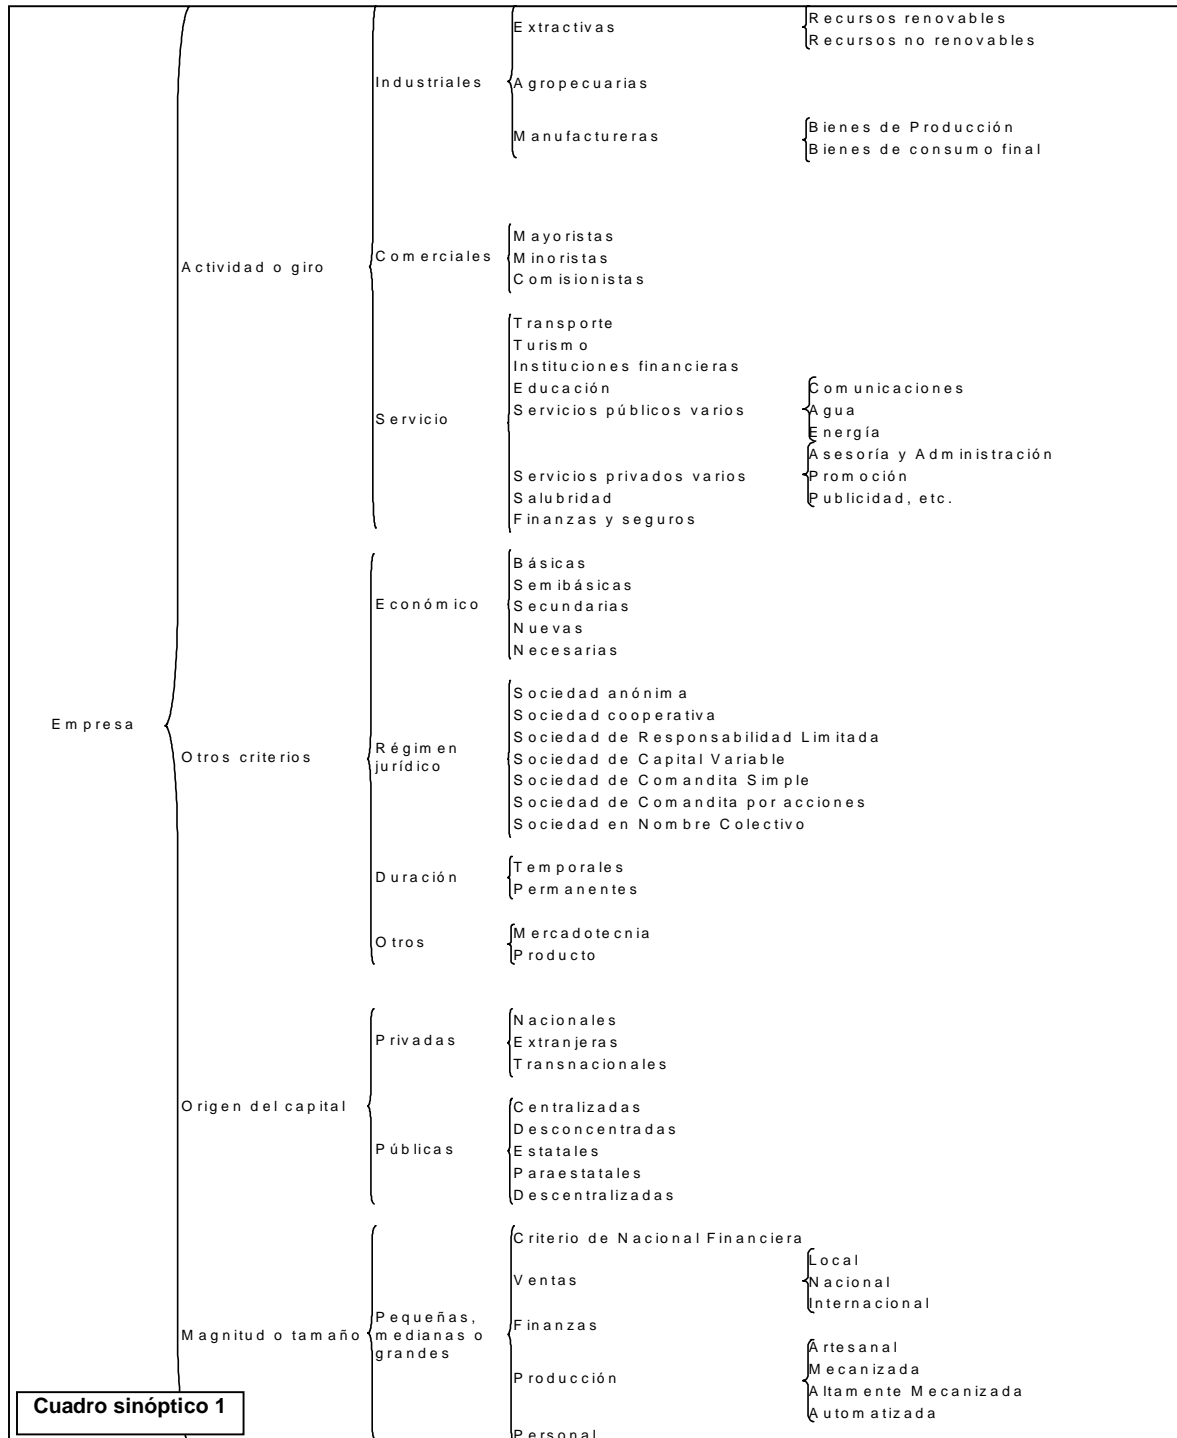 Extractivas
Recursos renovables
Recursos no renovables
Industriales
Agropecuarias
Manufactureras
Bienes de Producción
Bienes de consumo final
Actividad o giro
Comerciales
Mayoristas
Minoristas
Comisionistas
Servicio
Transporte
Turismo
Instituciones financieras
Educación
Servicios públicos varios
Comunicaciones
Agua
Energía
Servicios privados varios
Asesoría y Administración
Promoción
Publicidad, etc.
Salubridad
Finanzas y seguros
Empresa
Otros criterios
Económico
Básicas
Semibásicas
Secundarias
Nuevas
Necesarias
Régimen
jurídico
Sociedad anónima
Sociedad cooperativa
Sociedad de Responsabilidad Limitada
Sociedad de Capital Variable
Sociedad de Comandita Simple
Sociedad de Comandita por acciones
Sociedad en Nombre Colectivo
Duración
Temporales
Permanentes
Otros
Mercadotecnia
Producto
Origen del capital
Privadas
Nacionales
Extranjeras
Transnacionales
Públicas
Centralizadas
Desconcentradas
Estatales
Paraestatales
Descentralizadas
Magnitud o tamaño
Pequeñas,
medianas o
grandes
Criterio de Nacional Financiera
Ventas
Local
Nacional
Internacional
Finanzas
Producción
Artesanal
Mecanizada
Altamente Mecanizada
Automatizada
Personal
Cuadro sinóptico 1